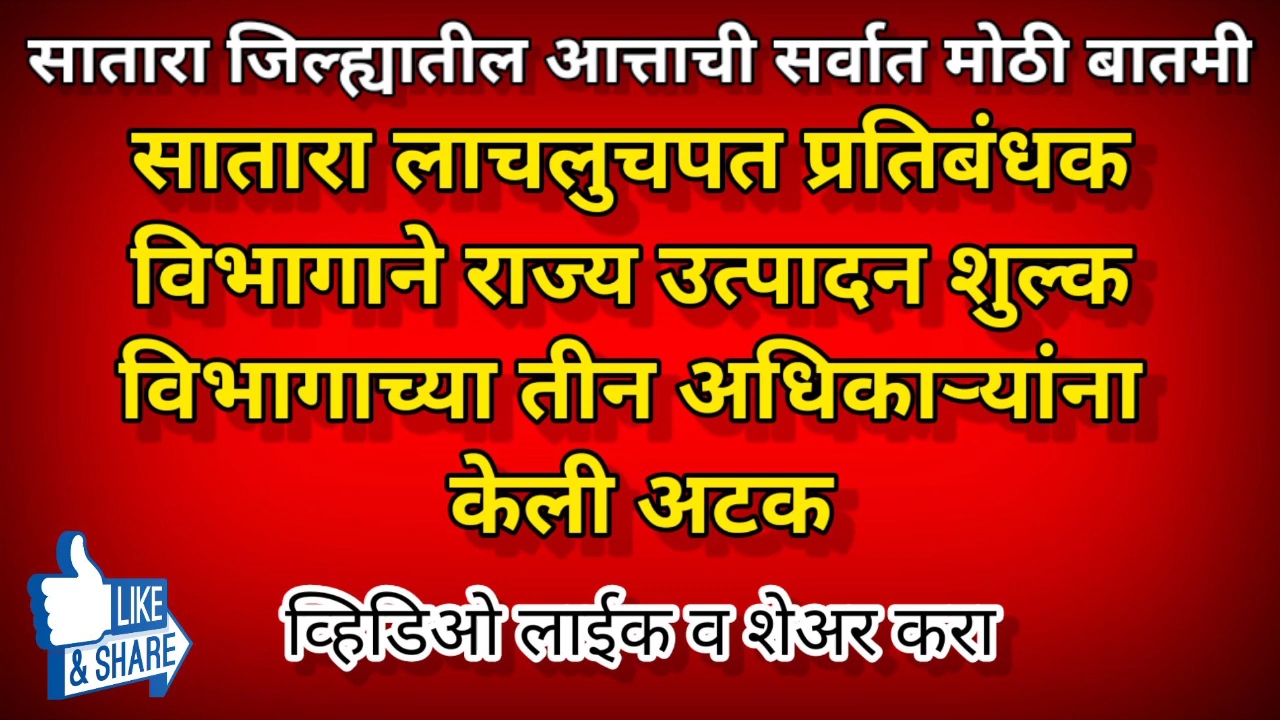 सातारा जिल्ह्यातील आत्ताची सर्वात मोठी बातमी
सातारा लाचलुचपत प्रतिबंधक
विभागाने राज्य उत्पादन शुल्क
विभागाच्या तीन अधिकाऱ्यांना
केली अटक
व्हिडिओ लाईक व शेअर करा
LIKE
& SHARE